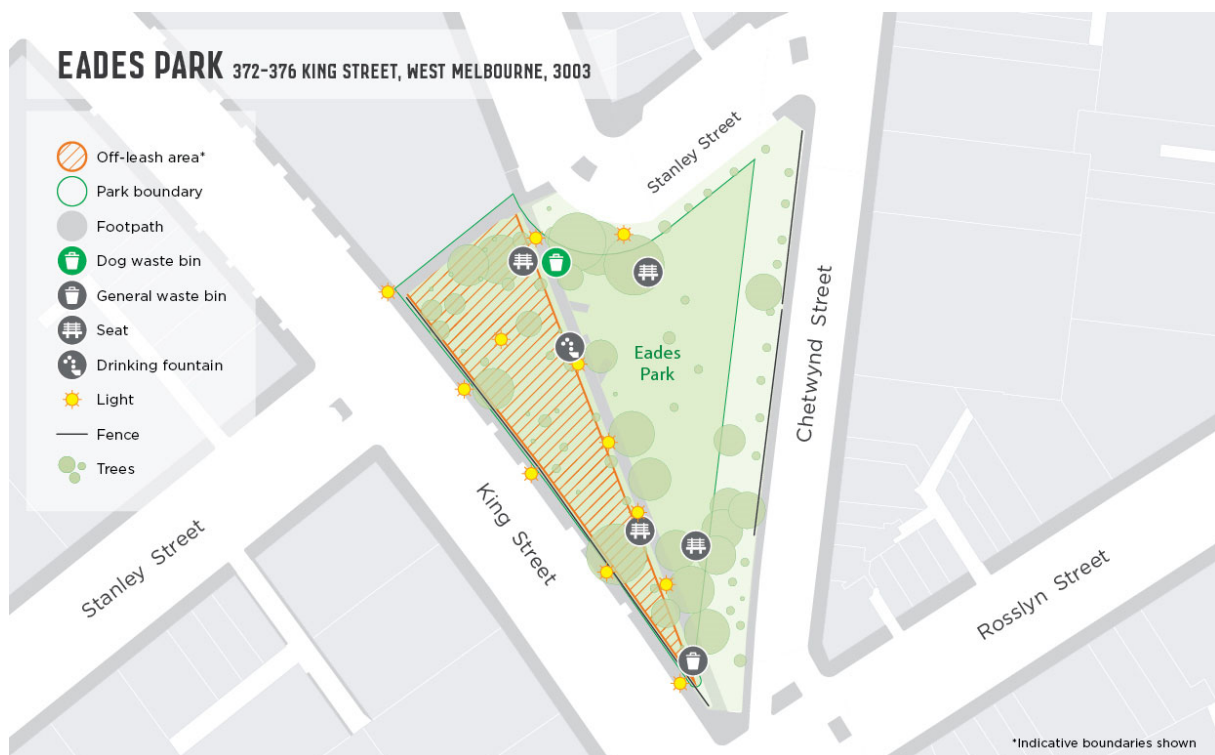 EADES PARK 372-376 KING STREET, WEST MELBOURNE, 3003
Off-leash area*
Park boundary
Footpath
Dog waste bin
General waste bin
Seat
Drinking fountain
Light
Fence
Trees
Stanley Street
Eades
Park
Chetwynd Street
King Street
Stanley Street
Rosslyn Street
*Indicative boundaries shown